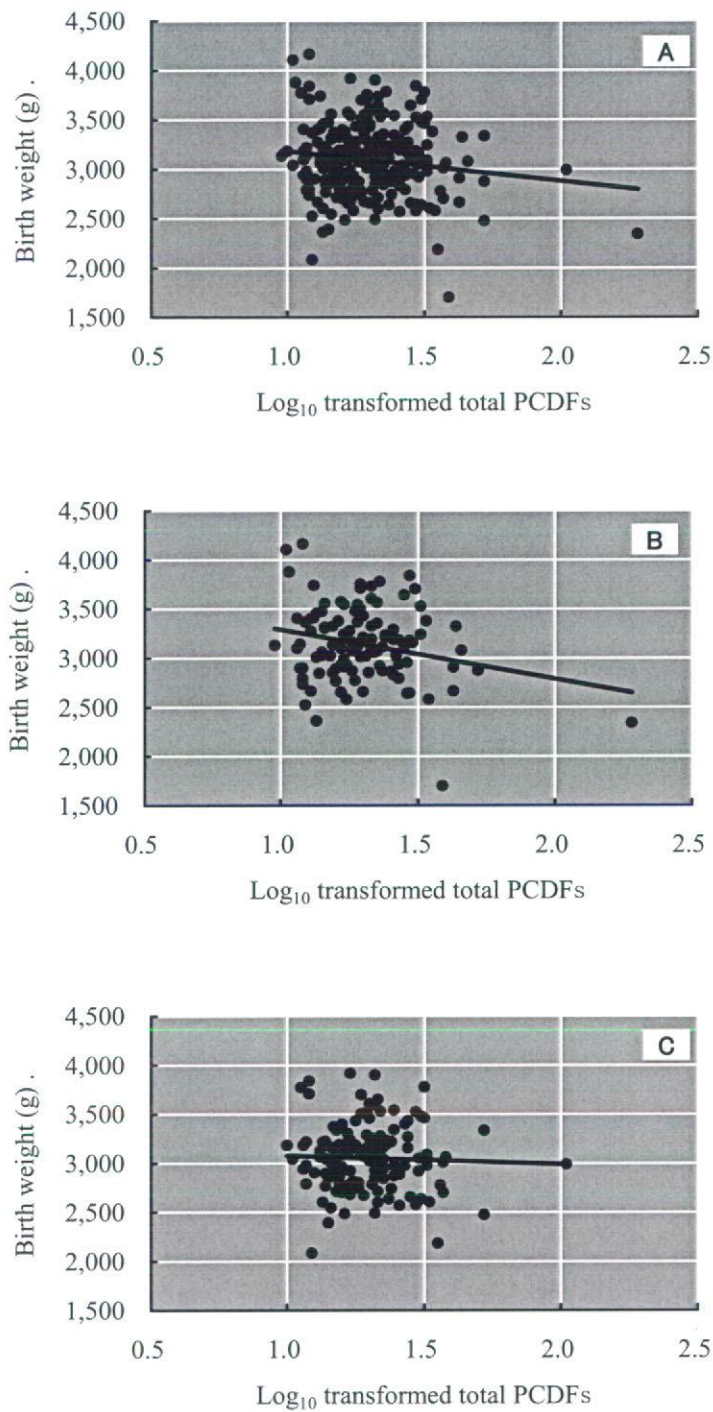 A
4,500
4,000
3,500
3,000
2,500
2,000
1,500
Birth weight (g) .
0.5 1.0 1.5 2.0 2.5
Log₁₀ transformed total PCDFs
B
4,500
4,000
3,500
3,000
2,500
2,000
1,500
Birth weight (g) .
0.5 1.0 1.5 2.0 2.5
Log₁₀ transformed total PCDFs
C
4,500
4,000
3,500
3,000
2,500
2,000
1,500
Birth weight (g) .
0.5 1.0 1.5 2.0 2.5
Log₁₀ transformed total PCDFs